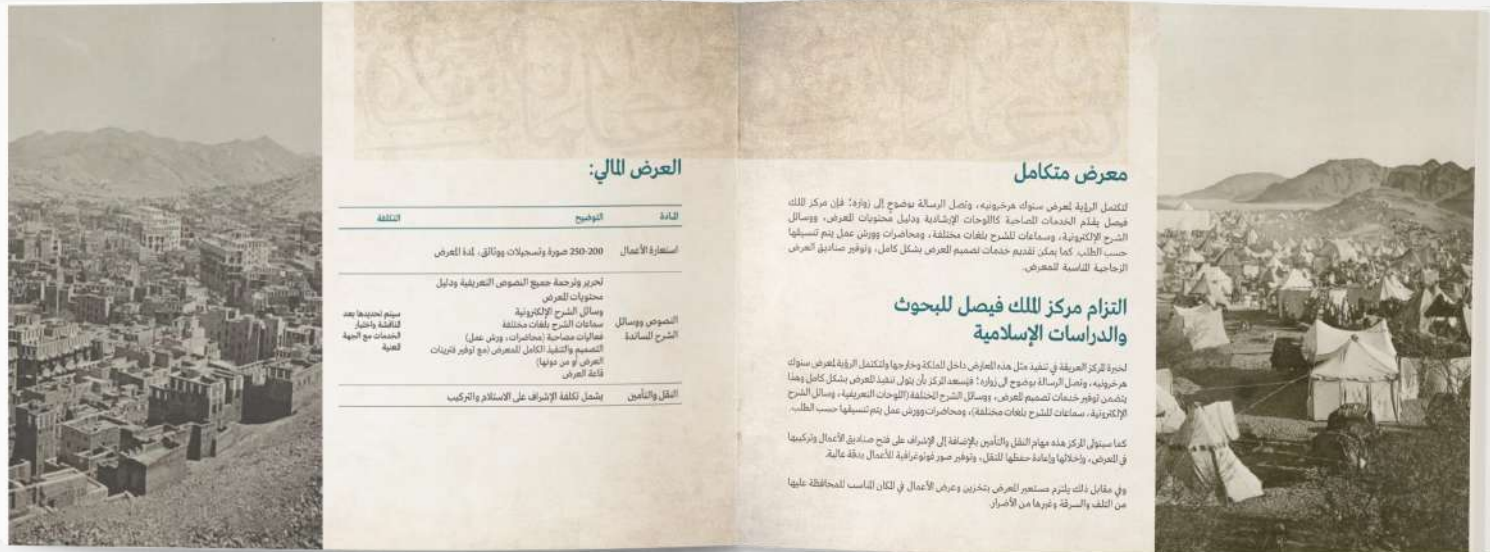 معرض متكامل
لتكتمل الرؤية لمعرض سنوك هرخرونيه، وتصل الرسالة بوضوح إلى زواره؛ فإن مركز الملك
فيصل يقدم الخدمات المصاحبة كاللوحات الإرشادية ودليل محتويات المعرض، ووسائل
الشرح الإلكترونية، وسماعات للشرح بلغات مختلفة، ومحاضرات وورش عمل يتم تنسيقها
حسب الطلب. كما يمكن تقديم خدمات تصميم المعرض بشكل كامل، وتوفير صناديق العرض
الزجاجية المناسبة للمعرض.
التزام مركز الملك فيصل للبحوث
والدراسات الإسلامية
لخبرة المركز العريقة في تنفيذ مثل هذه المعارض داخل المملكة وخارجها ولتكتمل الرؤية لمعرض سنوك
هرخرونيه، وتصل الرسالة بوضوح إلى زواره؛ فيسعد المركز بأن يتولى تنفيذ المعرض بشكل كامل وهذا
يتضمن توفير خدمات تصميم المعرض، ووسائل الشرح المختلفة (اللوحات التعريفية، وسائل الشرح
الإلكترونية، سماعات للشرح بلغات مختلفة)، ومحاضرات وورش عمل يتم تنسيقها حسب الطلب.
كما سيتولى المركز هذه مهام النقل والتأمين بالإضافة إلى الإشراف على فتح صناديق الأعمال وتركيبها
في المعرض، وإخلائها وإعادة حفظها للنقل، وتوفير صور فوتوغرافية للأعمال بدقة عالية.
وفي مقابل ذلك يلتزم مستعير المعرض بتخزين وعرض الأعمال في المكان المناسب للمحافظة عليها
من التلف والسرقة وغيرها من الأضرار.
العرض المالي:
المادة التوضيح التكلفة
استعارة الأعمال 200-250 صورة وتسجيلات ووثائق، لمدة المعرض
النصوص ووسائل
الشرح المساندة
تحرير وترجمة جميع النصوص التعريفية ودليل
محتويات المعرض
وسائل الشرح الإلكترونية
سماعات الشرح بلغات مختلفة
فعاليات مصاحبة (محاضرات، ورش عمل)
التصميم والتنفيذ الكامل للمعرض (مع توفير فترينات
العرض أو من دونها)
قاعة العرض
سيتم تحديدها بعد
المناقشة واختيار
الخدمات مع الجهة
المعنية
النقل والتأمين يشمل تكلفة الإشراف على الاستلام والتركيب